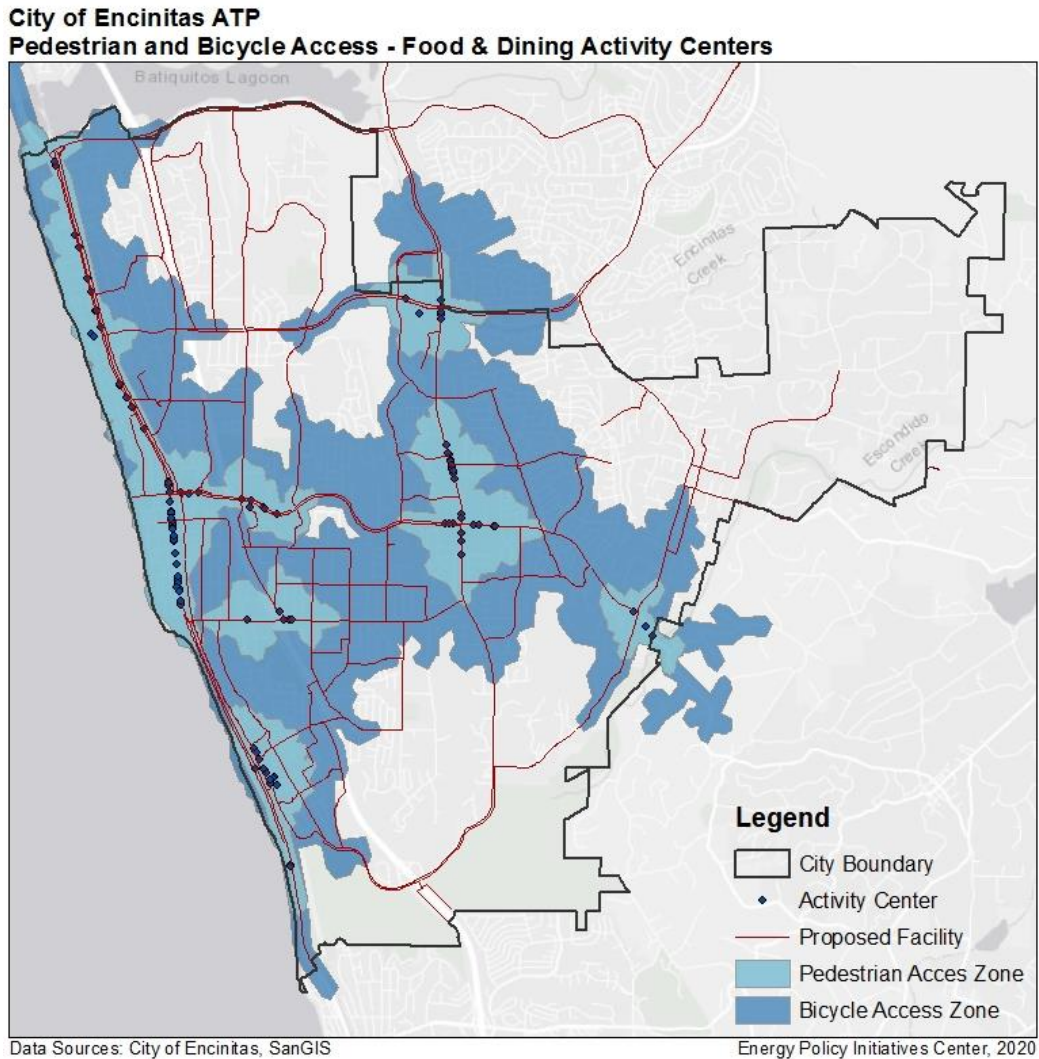 City of Encinitas ATP
Pedestrian and Bicycle Access - Food & Dining Activity Centers
Batiquitos Lagoon
Encinitas
Creek
Escondido
Creek
Legend
City Boundary
Activity Center
Proposed Facility
Pedestrian Acces Zone
Bicycle Access Zone
Data Sources: City of Encinitas, SanGIS
Energy Policy Initiatives Center, 2020